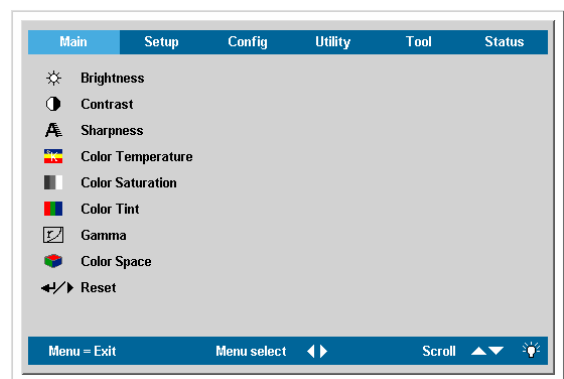 Main Setup Config Utility Tool Status
Brightness
Contrast
Sharpness
Color Temperature
Color Saturation
Color Tint
Gamma
Color Space
Reset
Menu = Exit Menu select Scroll